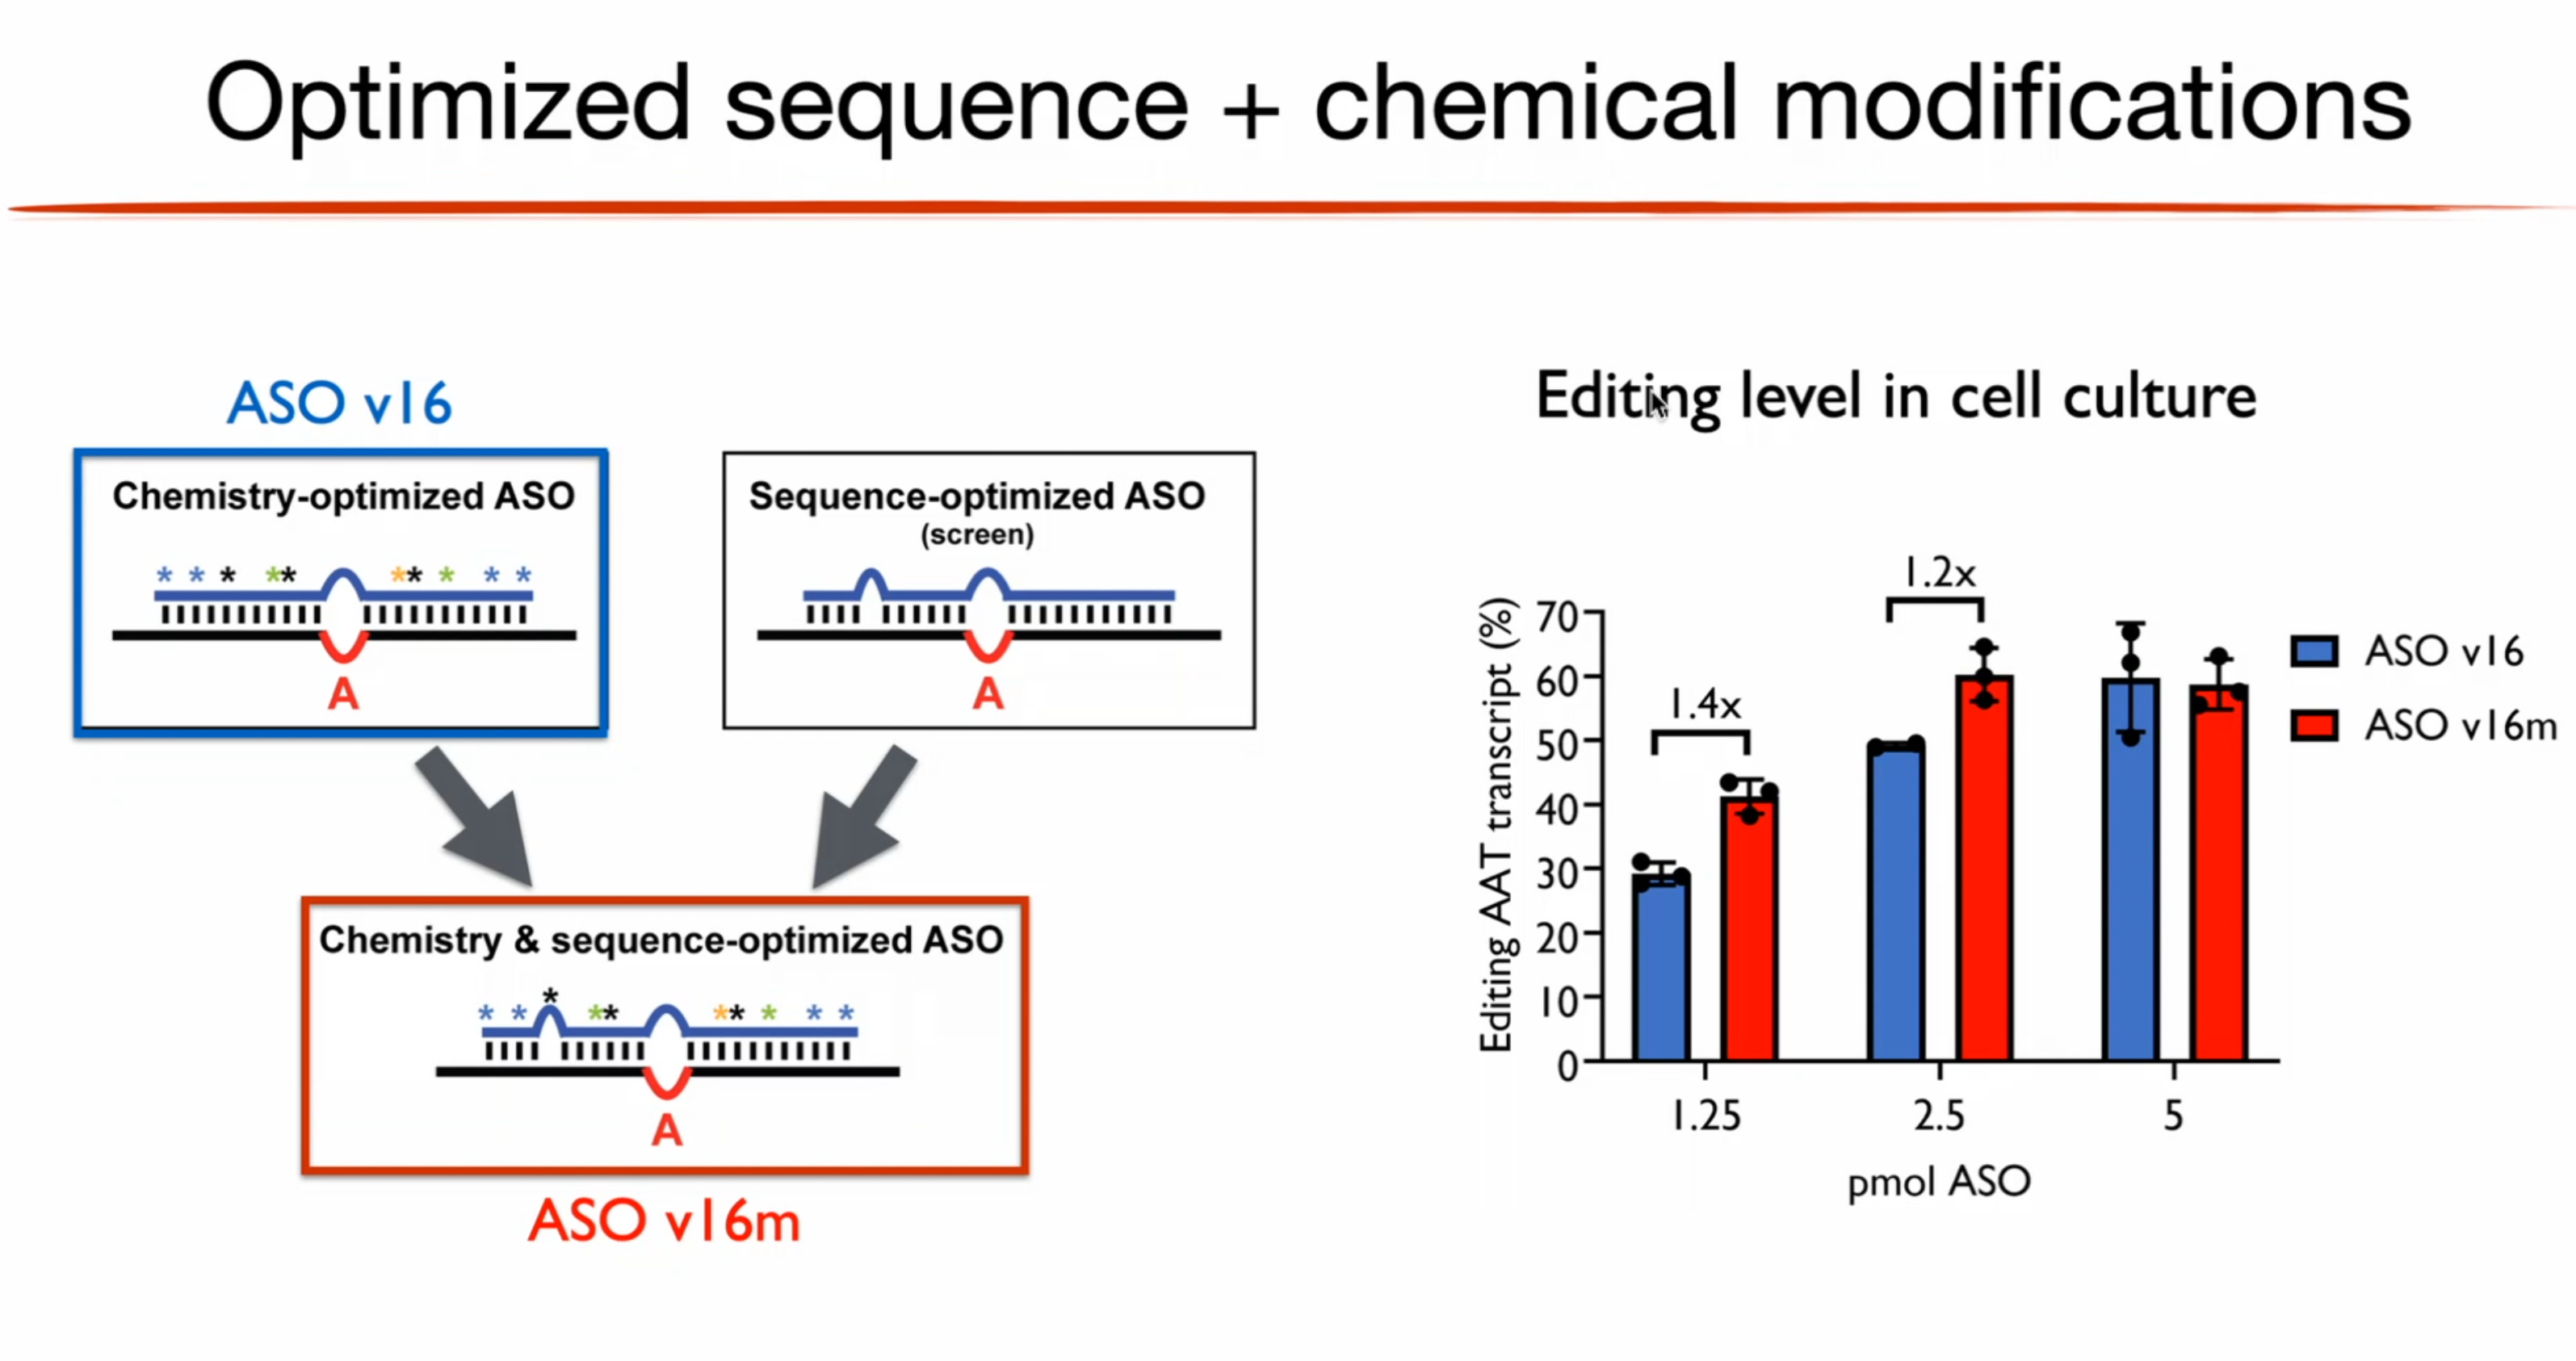 Optimized sequence + chemical modifications
ASO v16
Chemistry-optimized ASO
* * * ** ** * * *
A
Sequence-optimized ASO
(screen)
A
Chemistry & sequence-optimized ASO
* * * ** ** * * *
A
ASO v16m
Editing level in cell culture
Editing AAT transcript (%)
70
60
50
40
30
20
10
0
1.4x
1.2x
1.25
2.5
5
pmol ASO
ASO v16
ASO v16m